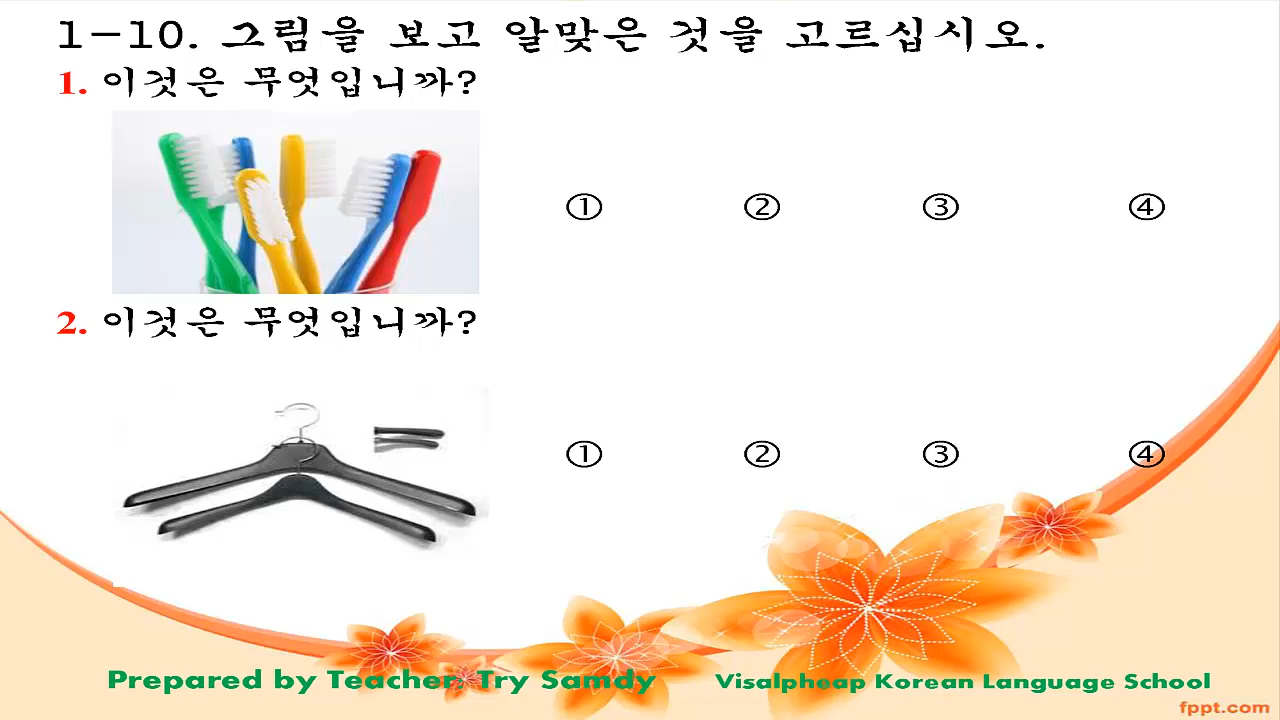 1-10. 그림을 보고 알맞은 것을 고르십시오.
1. 이것은 무엇입니까?
① ② ③ ④
2. 이것은 무엇입니까?
① ② ③ ④
Prepared by Teacher Try Samdy Visalpheap Korean Language School
fppt.com